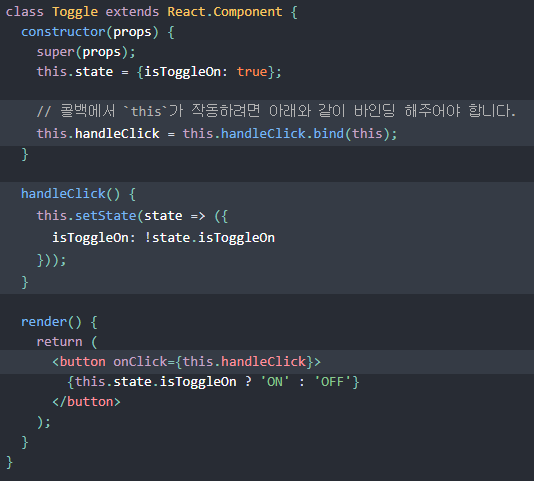 class Toggle extends React.Component {
  constructor(props) {
    super(props);
    this.state = {isToggleOn: true};

    // 콜백에서 `this`가 작동하려면 아래와 같이 바인딩 해주어야 합니다.
    this.handleClick = this.handleClick.bind(this);
  }

  handleClick() {
    this.setState(state => ({
      isToggleOn: !state.isToggleOn
    }));
  }

  render() {
    return (
      <button onClick={this.handleClick}>
        {this.state.isToggleOn ? 'ON' : 'OFF'}
      </button>
    );
  }
}